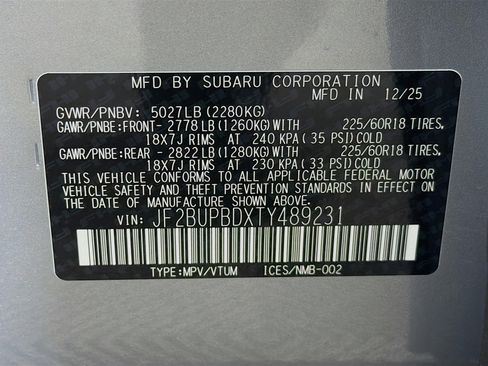 MFD BY SUBARU CORPORATION
MFD IN 12/25
GVWR/PNBV: 5027LB(2280KG)
GAWR/PNBE:FRONT-2778LB(1260KG)WITH 225/60R18 TIRES.
18X7J RIMS AT 240 KPA(35 PSI)COLD
GAWR/PNBE:REAR -2822LB(1280KG)WITH 225/60R18 TIRES.
18X7J RIMS AT 230 KPA(33 PSI)COLD
THIS VEHICLE CONFORMS TO ALL APPLICABLE FEDERAL MOTOR
VEHICLE SAFETY AND THEFT PREVENTION STANDARDS IN EFFECT ON
THE DATE OF MANUFACTURE SHOWN ABOVE.
VIN: JF2BUPBDXTY489231
TYPE:MPV/VTUM ICES/NMB-002